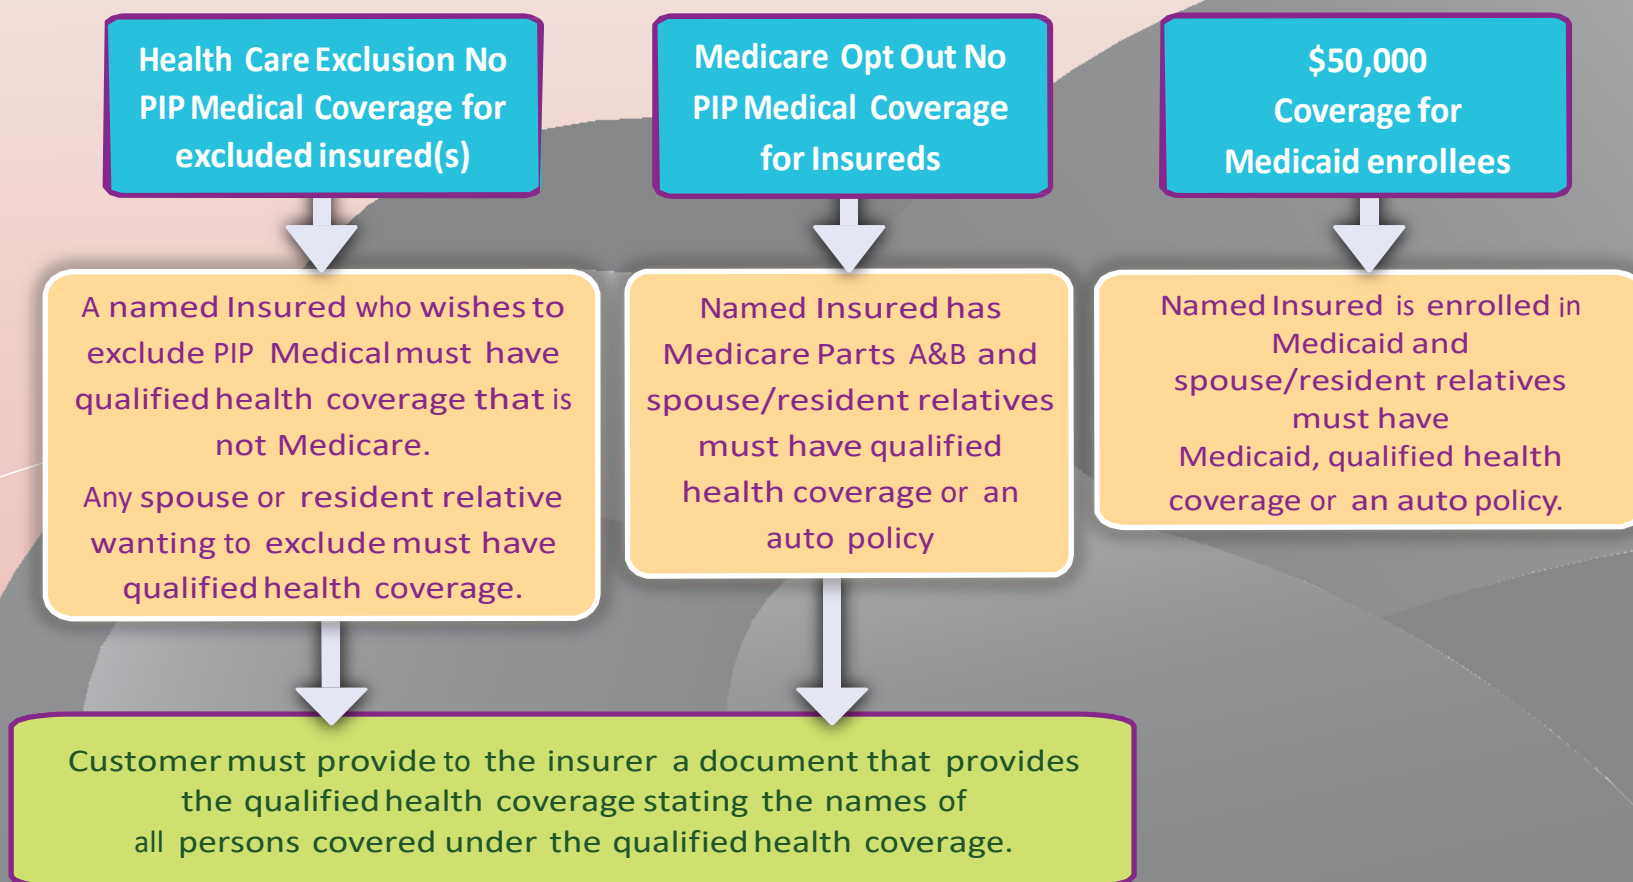 Health Care Exclusion No
PIP Medical Coverage for
excluded insured(s)
Medicare Opt Out No
PIP Medical Coverage
for Insureds
$50,000
Coverage for
Medicaid enrollees
A named Insured who wishes to
exclude PIP Medical must have
qualified health coverage that is
not Medicare.
Any spouse or resident relative
wanting to exclude must have
qualified health coverage.
Named Insured has
Medicare Parts A&B and
spouse/resident relatives
must have qualified
health coverage or an
auto policy
Named Insured is enrolled in
Medicaid and
spouse/resident relatives
must have
Medicaid, qualified health
coverage or an auto policy.
Customer must provide to the insurer a document that provides
the qualified health coverage stating the names of
all persons covered under the qualified health coverage.